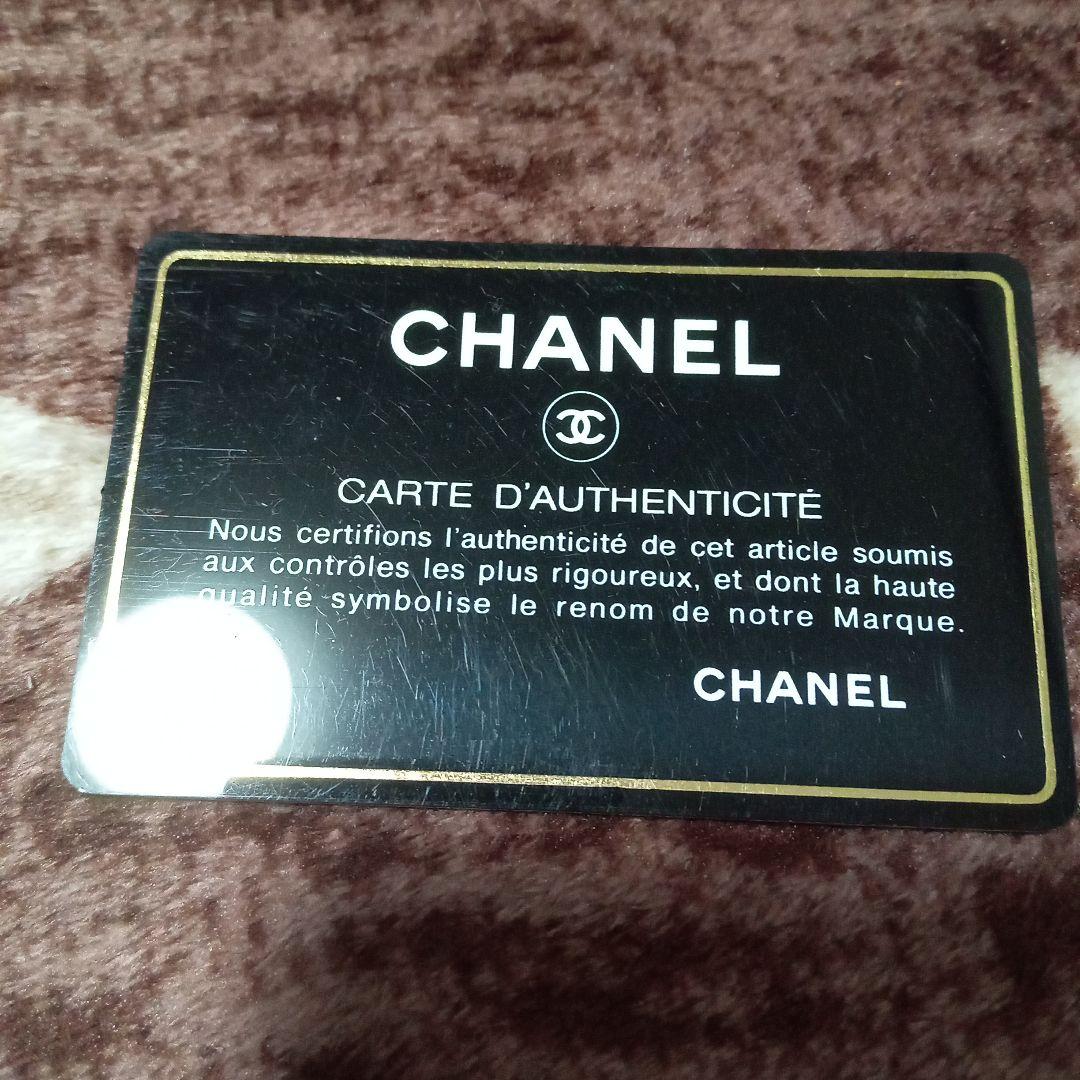 CHANEL
CARTE D'AUTHENTICITÉ
Nous certifions l'authenticité de cet article soumis
aux contrôles les plus rigoureux, et dont la haute
qualité symbolise le renom de notre Marque.
CHANEL